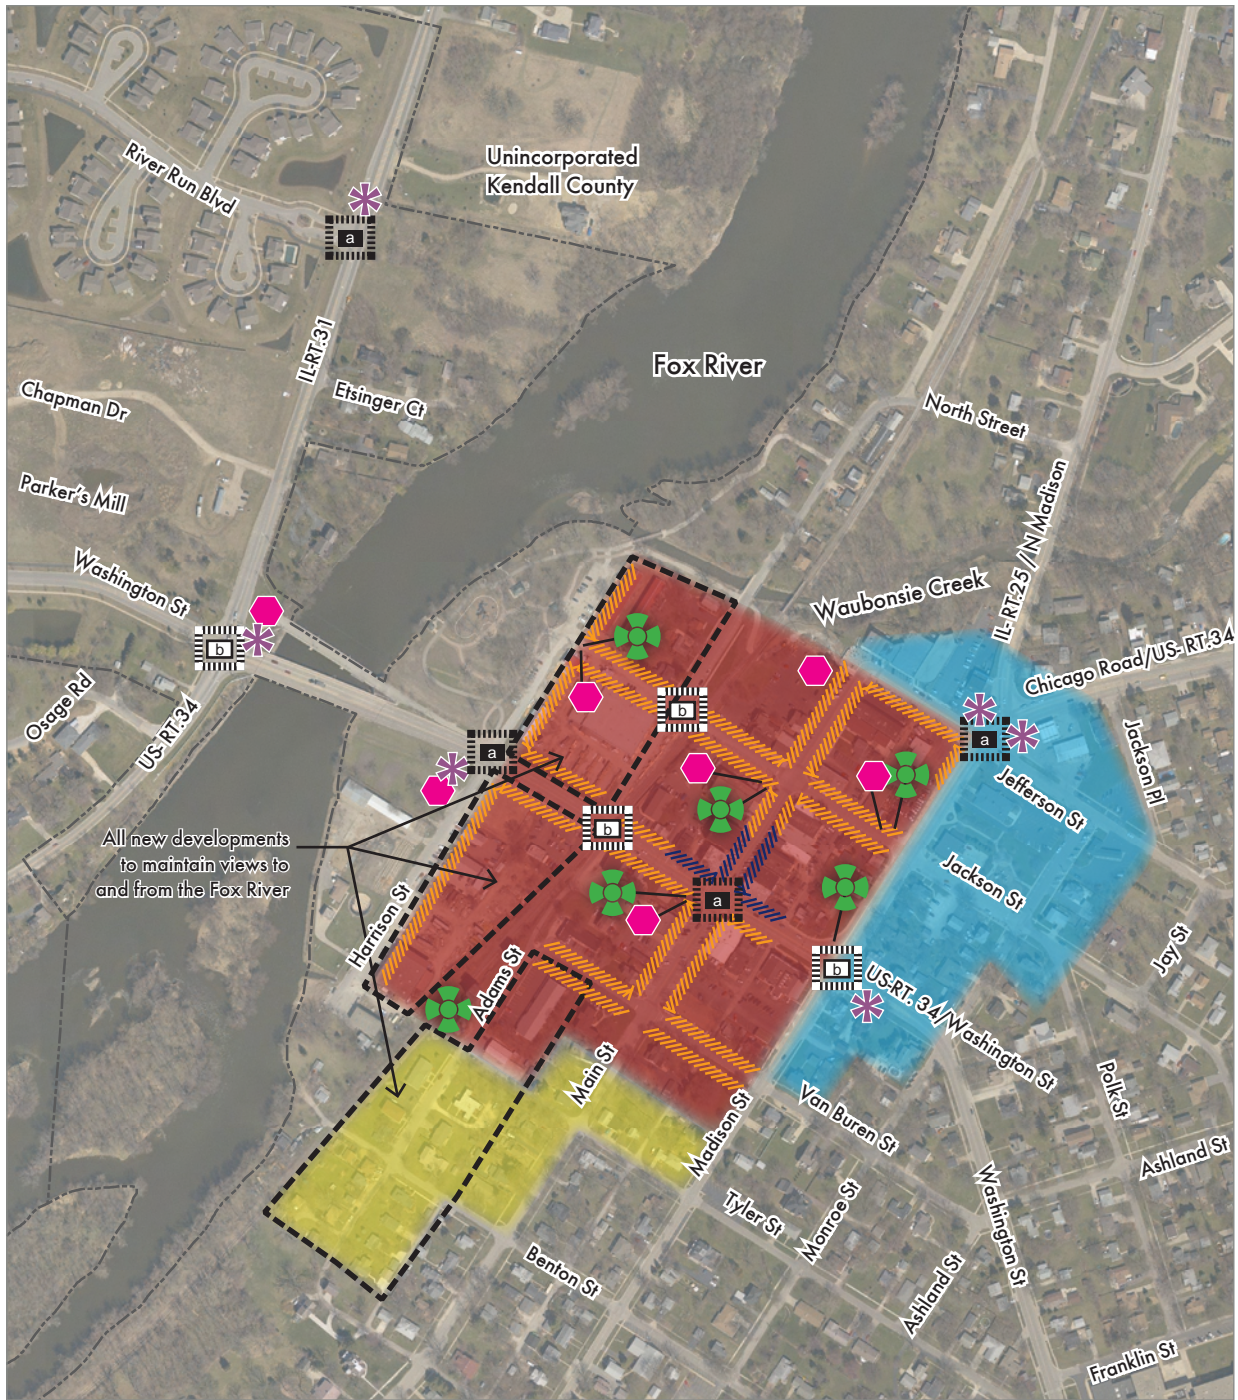 River Run Blvd
Unincorporated
Kendall County
a
IL-RT.31
Etsinger Ct
Fox River
Chapman Dr
North Street
Parker's Mill
IL- RT.25 /N Madison
Washington St
Waubonsie Creek
b
Chicago Road/US- RT.34
Osage Rd
US- RT.34
b
a
a
Jackson Pl
Jefferson St
b
All new developments
to maintain views to
and from the Fox River
Jackson St
a
Harrison St
Adams St
b
US-RT. 34/Washington St
Jay St
Main St
Polk St
Van Buren St
Madison St
Ashland St
Tyler St
Monroe St
Washington St
Benton St
Ashland St
Franklin St